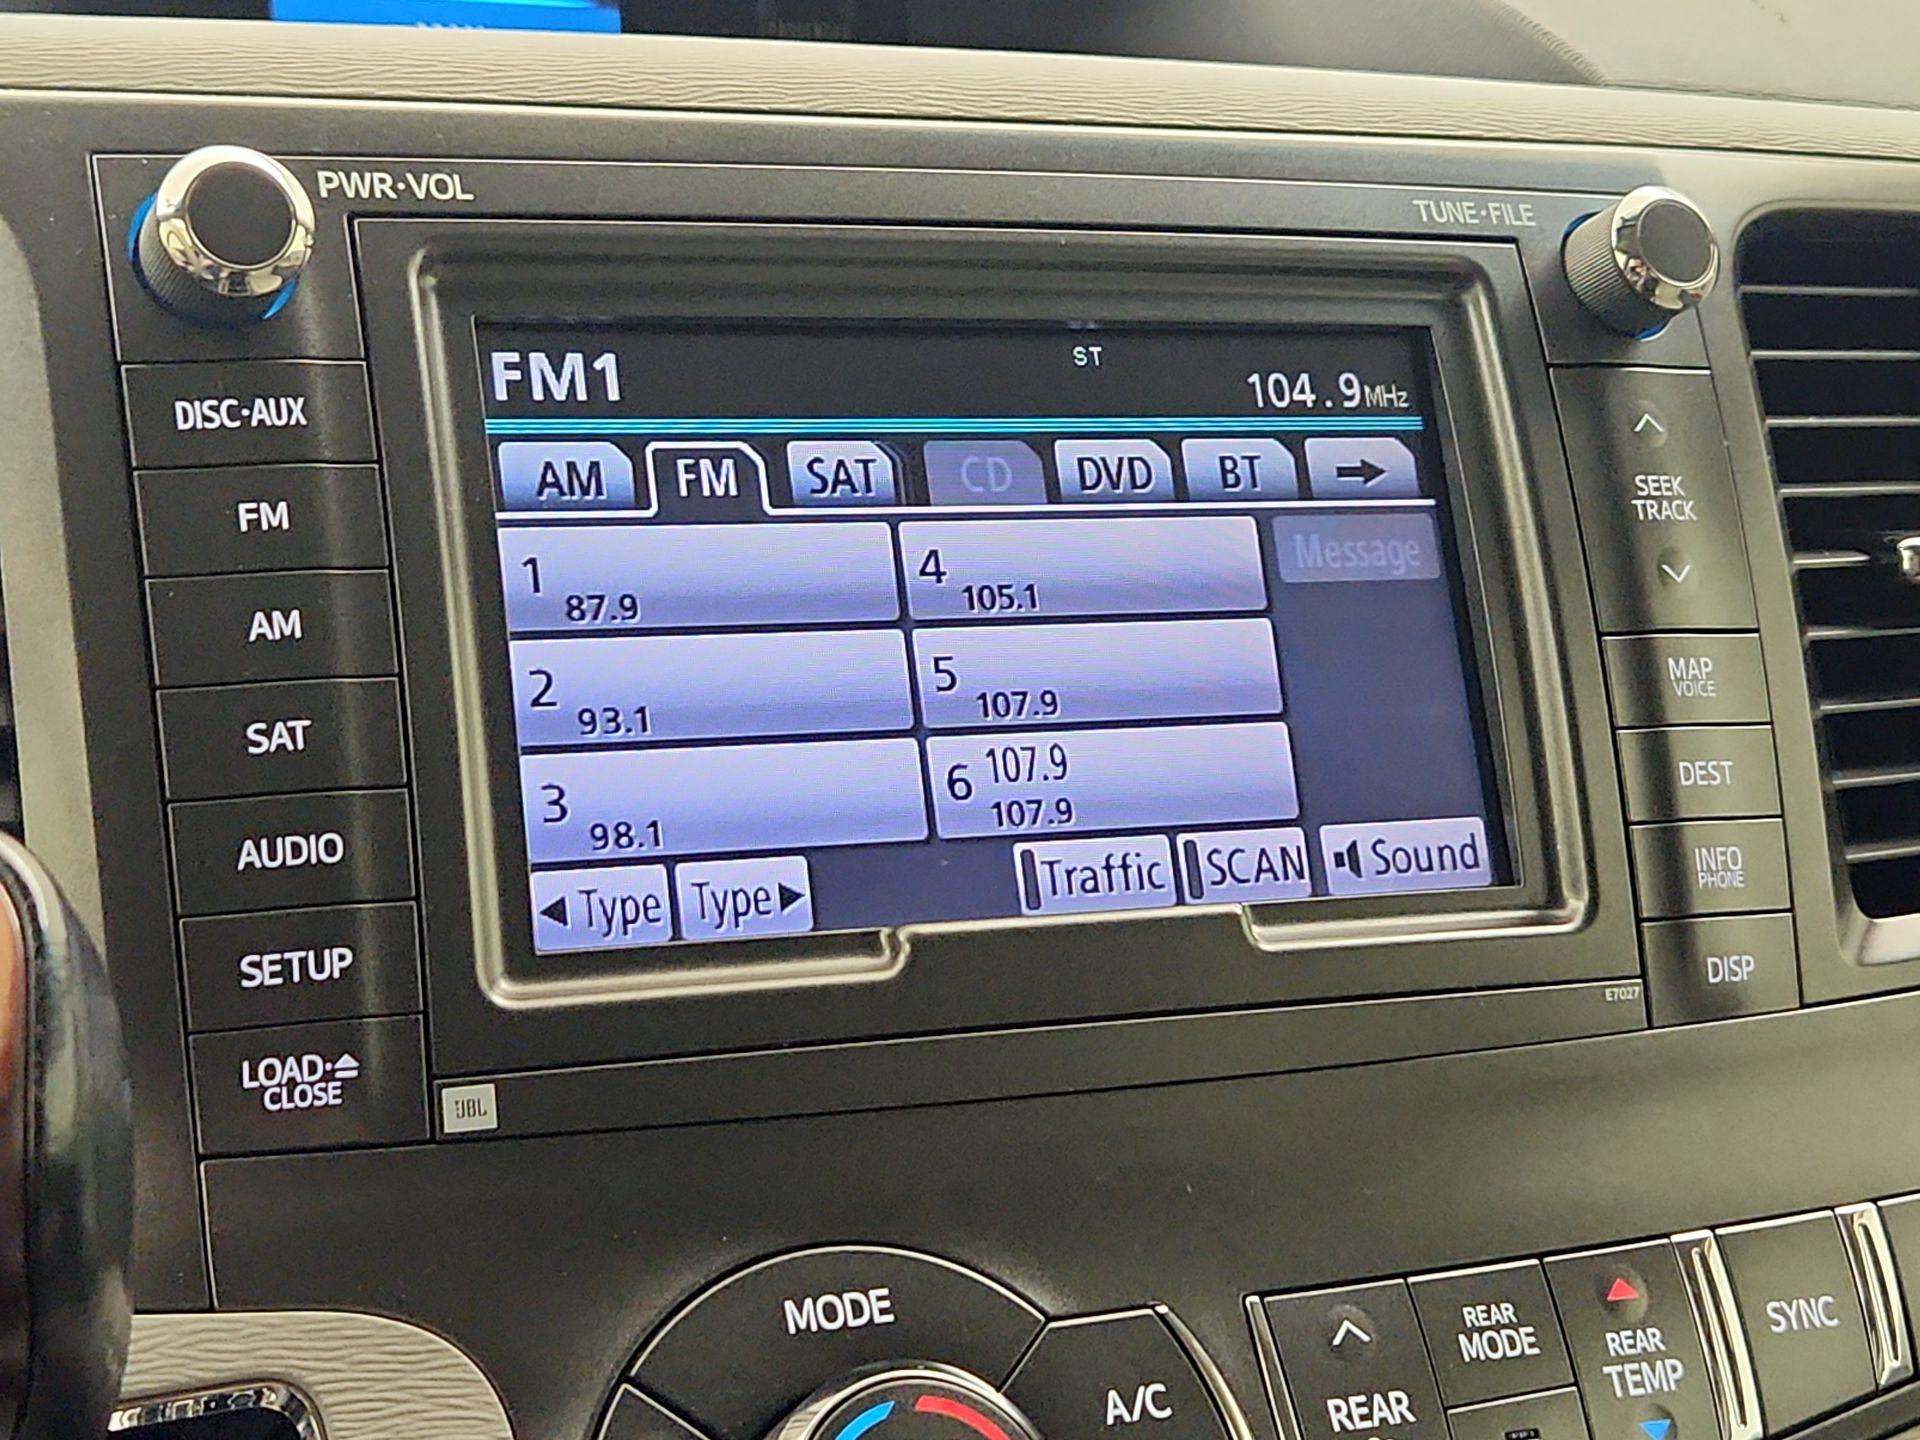 PWR·VOL
TUNE·FILE
FM1
ST
104.9MHz
AM FM SAT CD DVD BT
1 87.9
2 93.1
3 98.1
4 105.1
5 107.9
6 107.9
107.9
Message
◀ Type
Type ▶
Traffic
SCAN
Sound
DISC·AUX
FM
AM
SAT
AUDIO
SETUP
LOAD·⏏
CLOSE
SEEK
TRACK
MAP
VOICE
DEST
INFO
PHONE
DISP
E7027
JBL
MODE
A/C
REAR
REAR
MODE
REAR
TEMP
SYNC